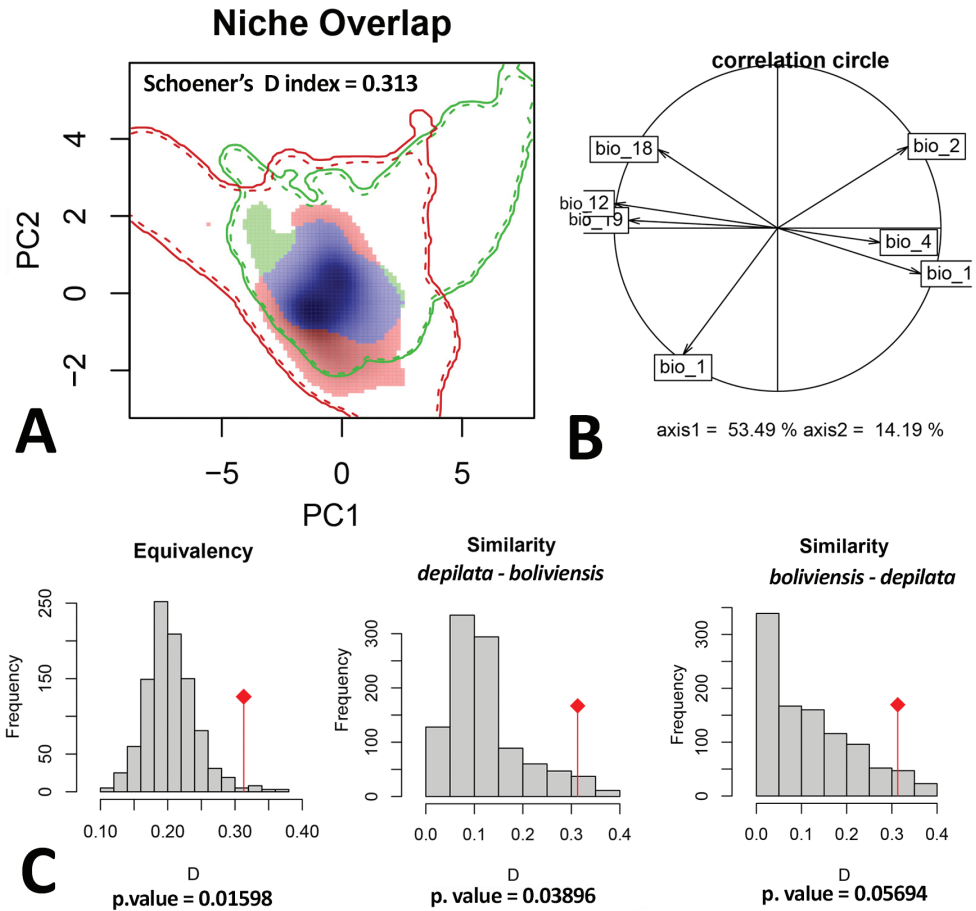 Niche Overlap
Schoener's D index = 0.313
4
2
0
−2
PC2
−5 0 5
PC1
A
correlation circle
bio_18
bio_2
bio_12
bio_19
bio_4
bio_1
bio_1
axis1 = 53.49 % axis2 = 14.19 %
B
Equivalency
Frequency
250
150
50
0
0.10 0.20 0.30 0.40
D
p.value = 0.01598
Similarity
depilata - boliviensis
Frequency
300
200
100
0
0.0 0.1 0.2 0.3 0.4
D
p. value = 0.03896
Similarity
boliviensis - depilata
Frequency
300
200
100
0
0.0 0.1 0.2 0.3 0.4
D
p. value = 0.05694
C